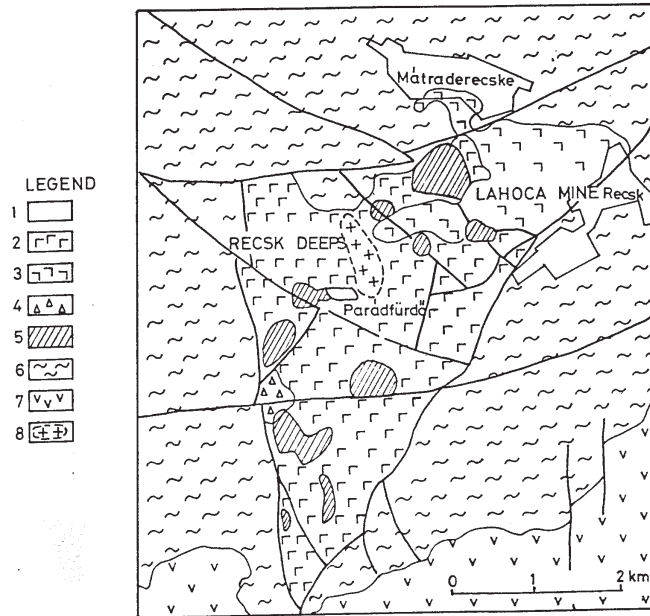 Mátraderecske
LAHOCA MINE Recsk
RECSK DEEPS
Parádfürdő
LEGEND
1
2
3
4
5
6
7
8
0 1 2 km